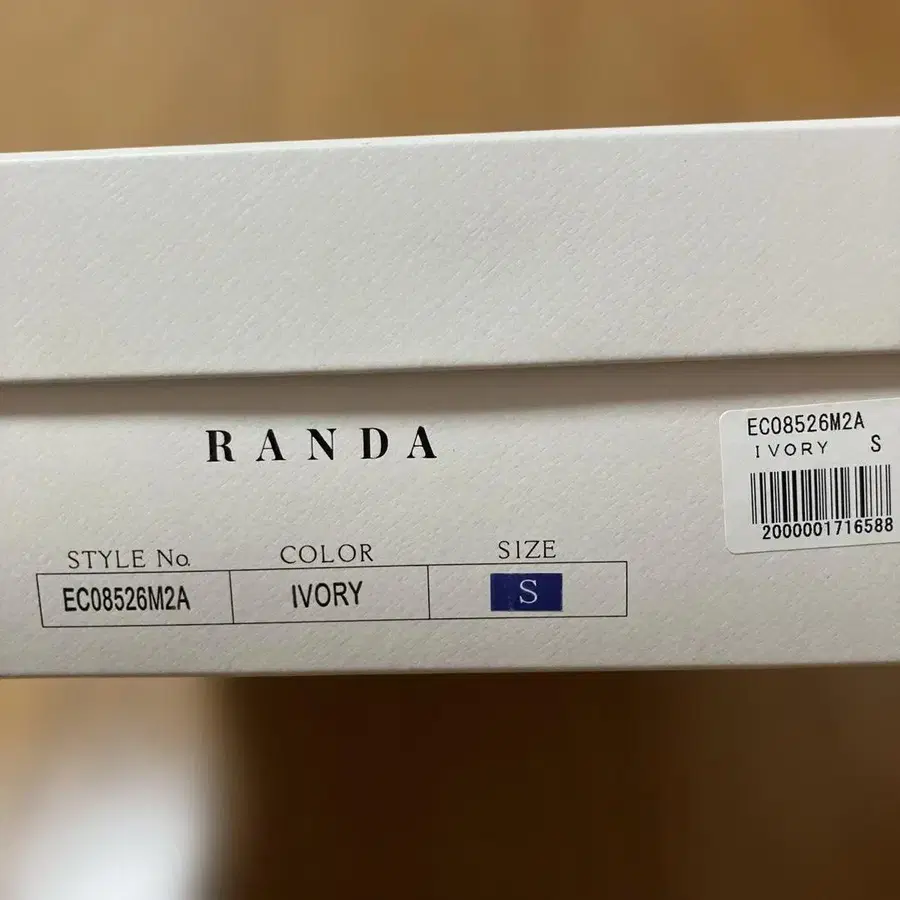 RANDA
STYLE No. COLOR SIZE
EC08526M2A IVORY S
EC08526M2A
IVORY S
2000001716588